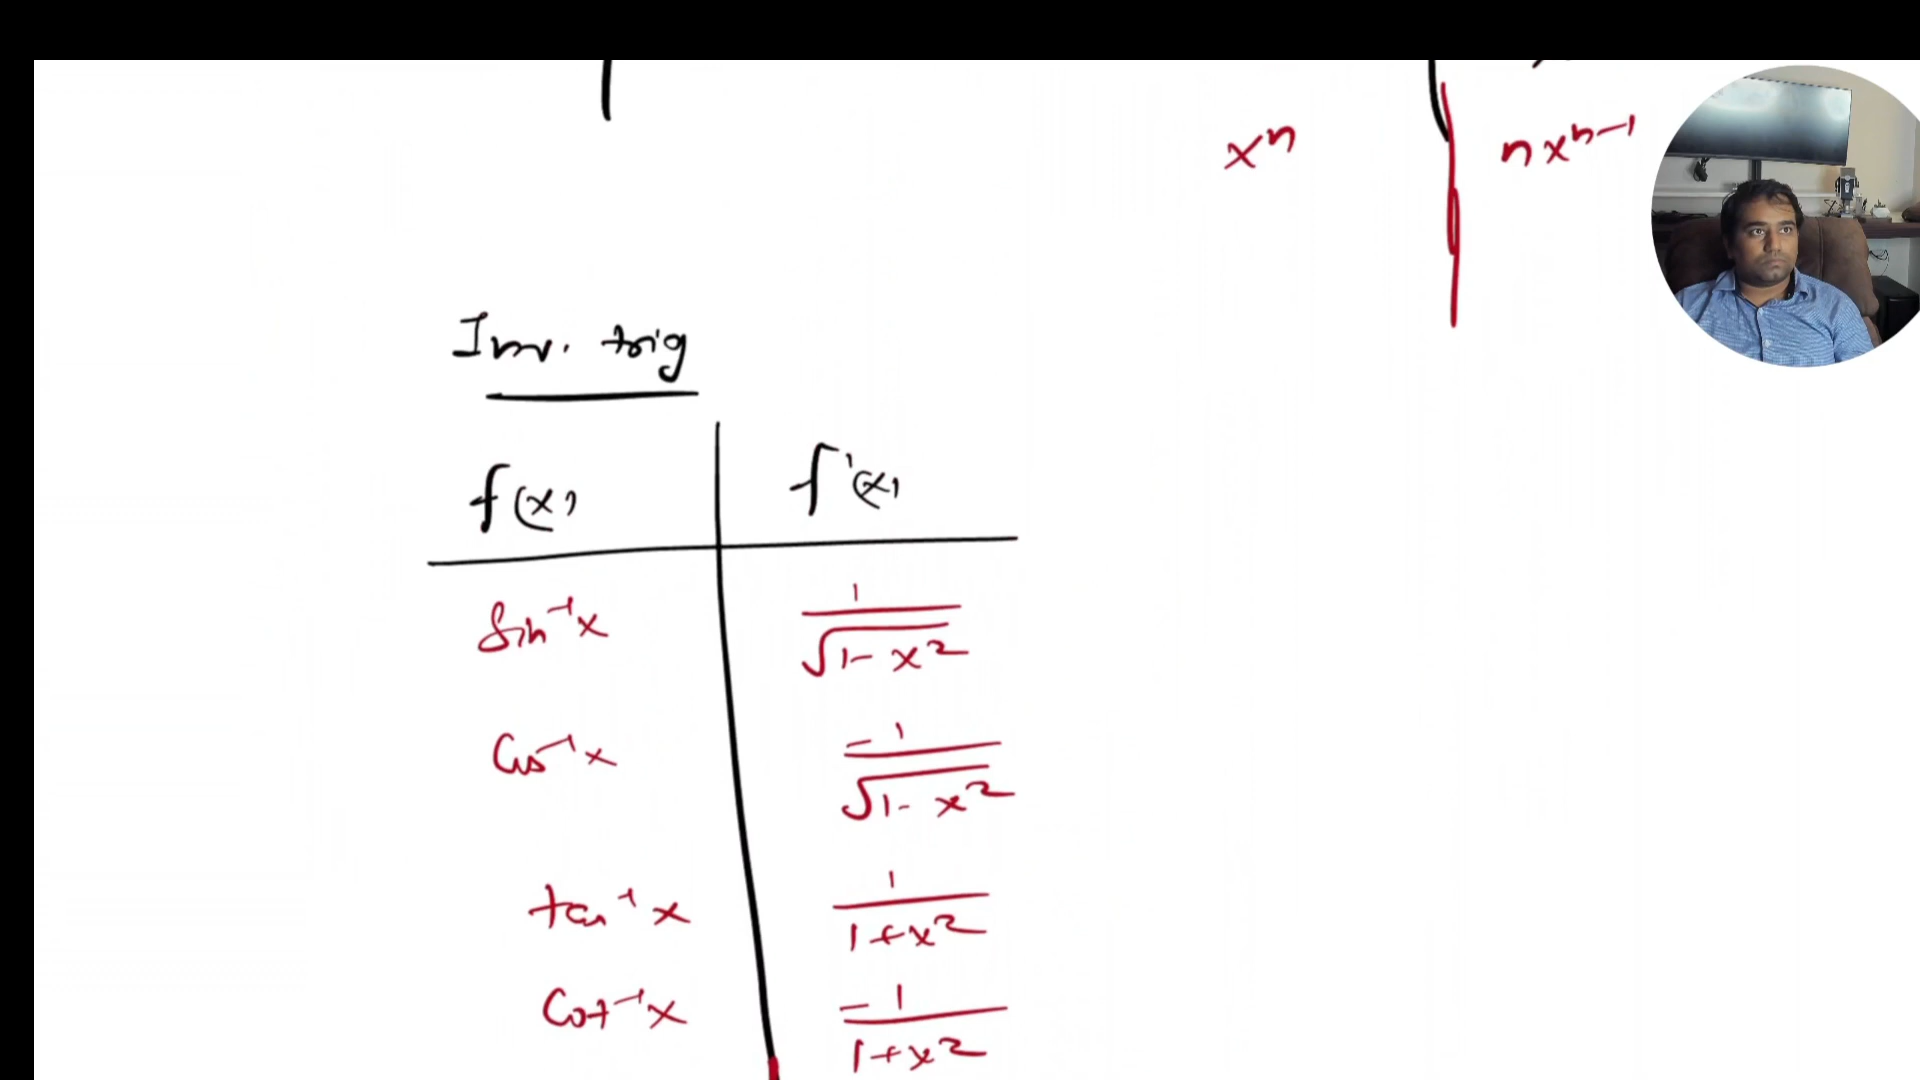 xⁿ | nxⁿ⁻¹
Inv. trig
f(x) | f'(x)
Sin⁻¹x | 1/√(1-x²)
Cos⁻¹x | -1/√(1-x²)
tan⁻¹x | 1/(1+x²)
Cot⁻¹x | -1/(1+x²)